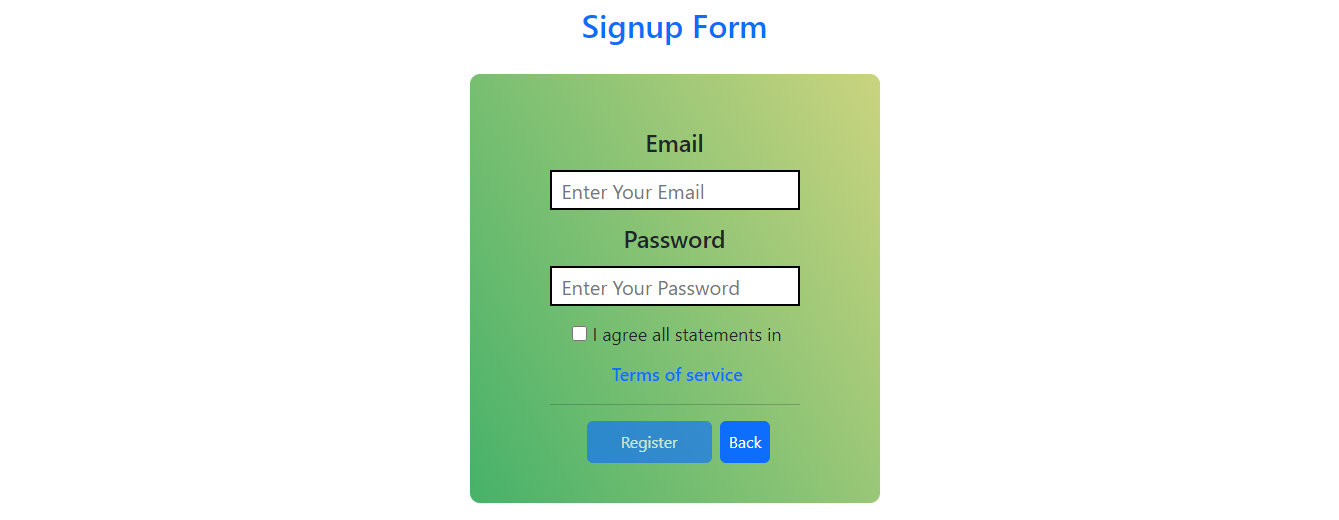 Signup Form
Email
Enter Your Email
Password
Enter Your Password
I agree all statements in
Terms of service
Register Back